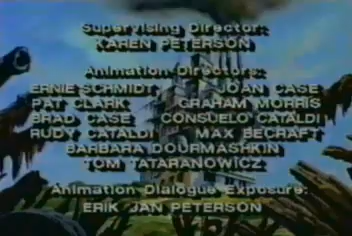 Supervising Director:
KAREN PETERSON
Animation Directors:
ERNIE SCHMIDT JOAN CASE
PAT CLARK GRAHAM MORRIS
BRAD CASE CONSUELO CATALDI
RUDY CATALDI MAX BECRAFT
BARBARA DOURMASHKIN
TOM TATARANOWICZ
Animation Dialogue Exposure:
ERIK JAN PETERSON